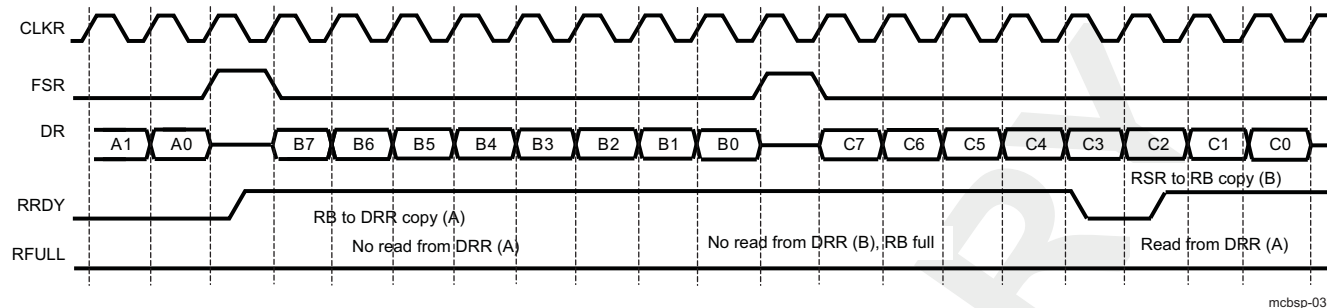 CLKR
FSR
DR
A1 A0 B7 B6 B5 B4 B3 B2 B1 B0 C7 C6 C5 C4 C3 C2 C1 C0
RSR to RB copy (B)
RRDY
RB to DRR copy (A)
No read from DRR (A)
No read from DRR (B), RB full
Read from DRR (A)
RFULL
mcbsp-03